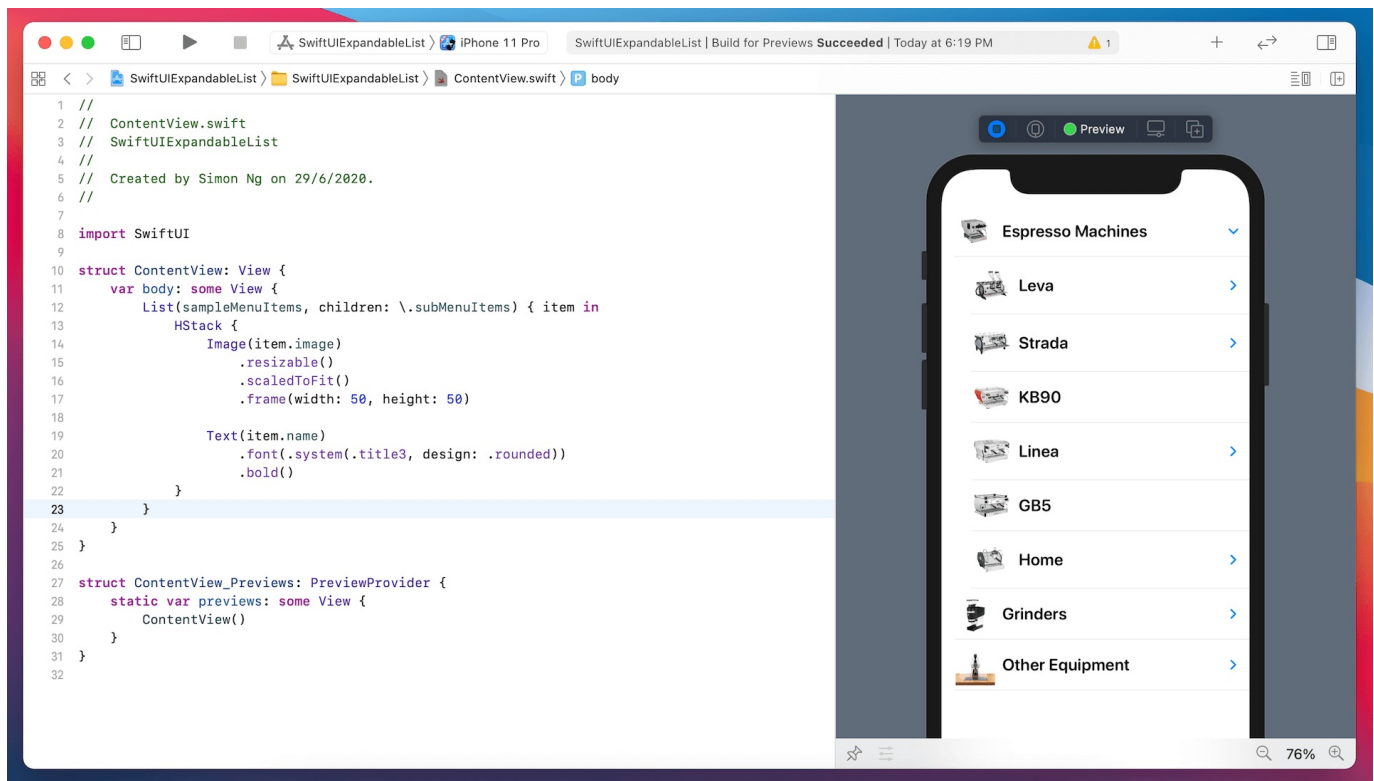 SwiftUIExpandableList 〉 iPhone 11 Pro
SwiftUIExpandableList | Build for Previews Succeeded | Today at 6:19 PM
1
SwiftUIExpandableList 〉 SwiftUIExpandableList 〉 ContentView.swift 〉 P body
1 //
2 //  ContentView.swift
3 //  SwiftUIExpandableList
4 //
5 //  Created by Simon Ng on 29/6/2020.
6 //
7
8 import SwiftUI
9
10 struct ContentView: View {
11     var body: some View {
12         List(sampleMenuItems, children: \.subMenuItems) { item in
13             HStack {
14                 Image(item.image)
15                     .resizable()
16                     .scaledToFit()
17                     .frame(width: 50, height: 50)
18
19                 Text(item.name)
20                     .font(.system(.title3, design: .rounded))
21                     .bold()
22             }
23         }
24     }
25 }
26
27 struct ContentView_Previews: PreviewProvider {
28     static var previews: some View {
29         ContentView()
30     }
31 }
32
Preview
Espresso Machines
Leva
Strada
KB90
Linea
GB5
Home
Grinders
Other Equipment
76%